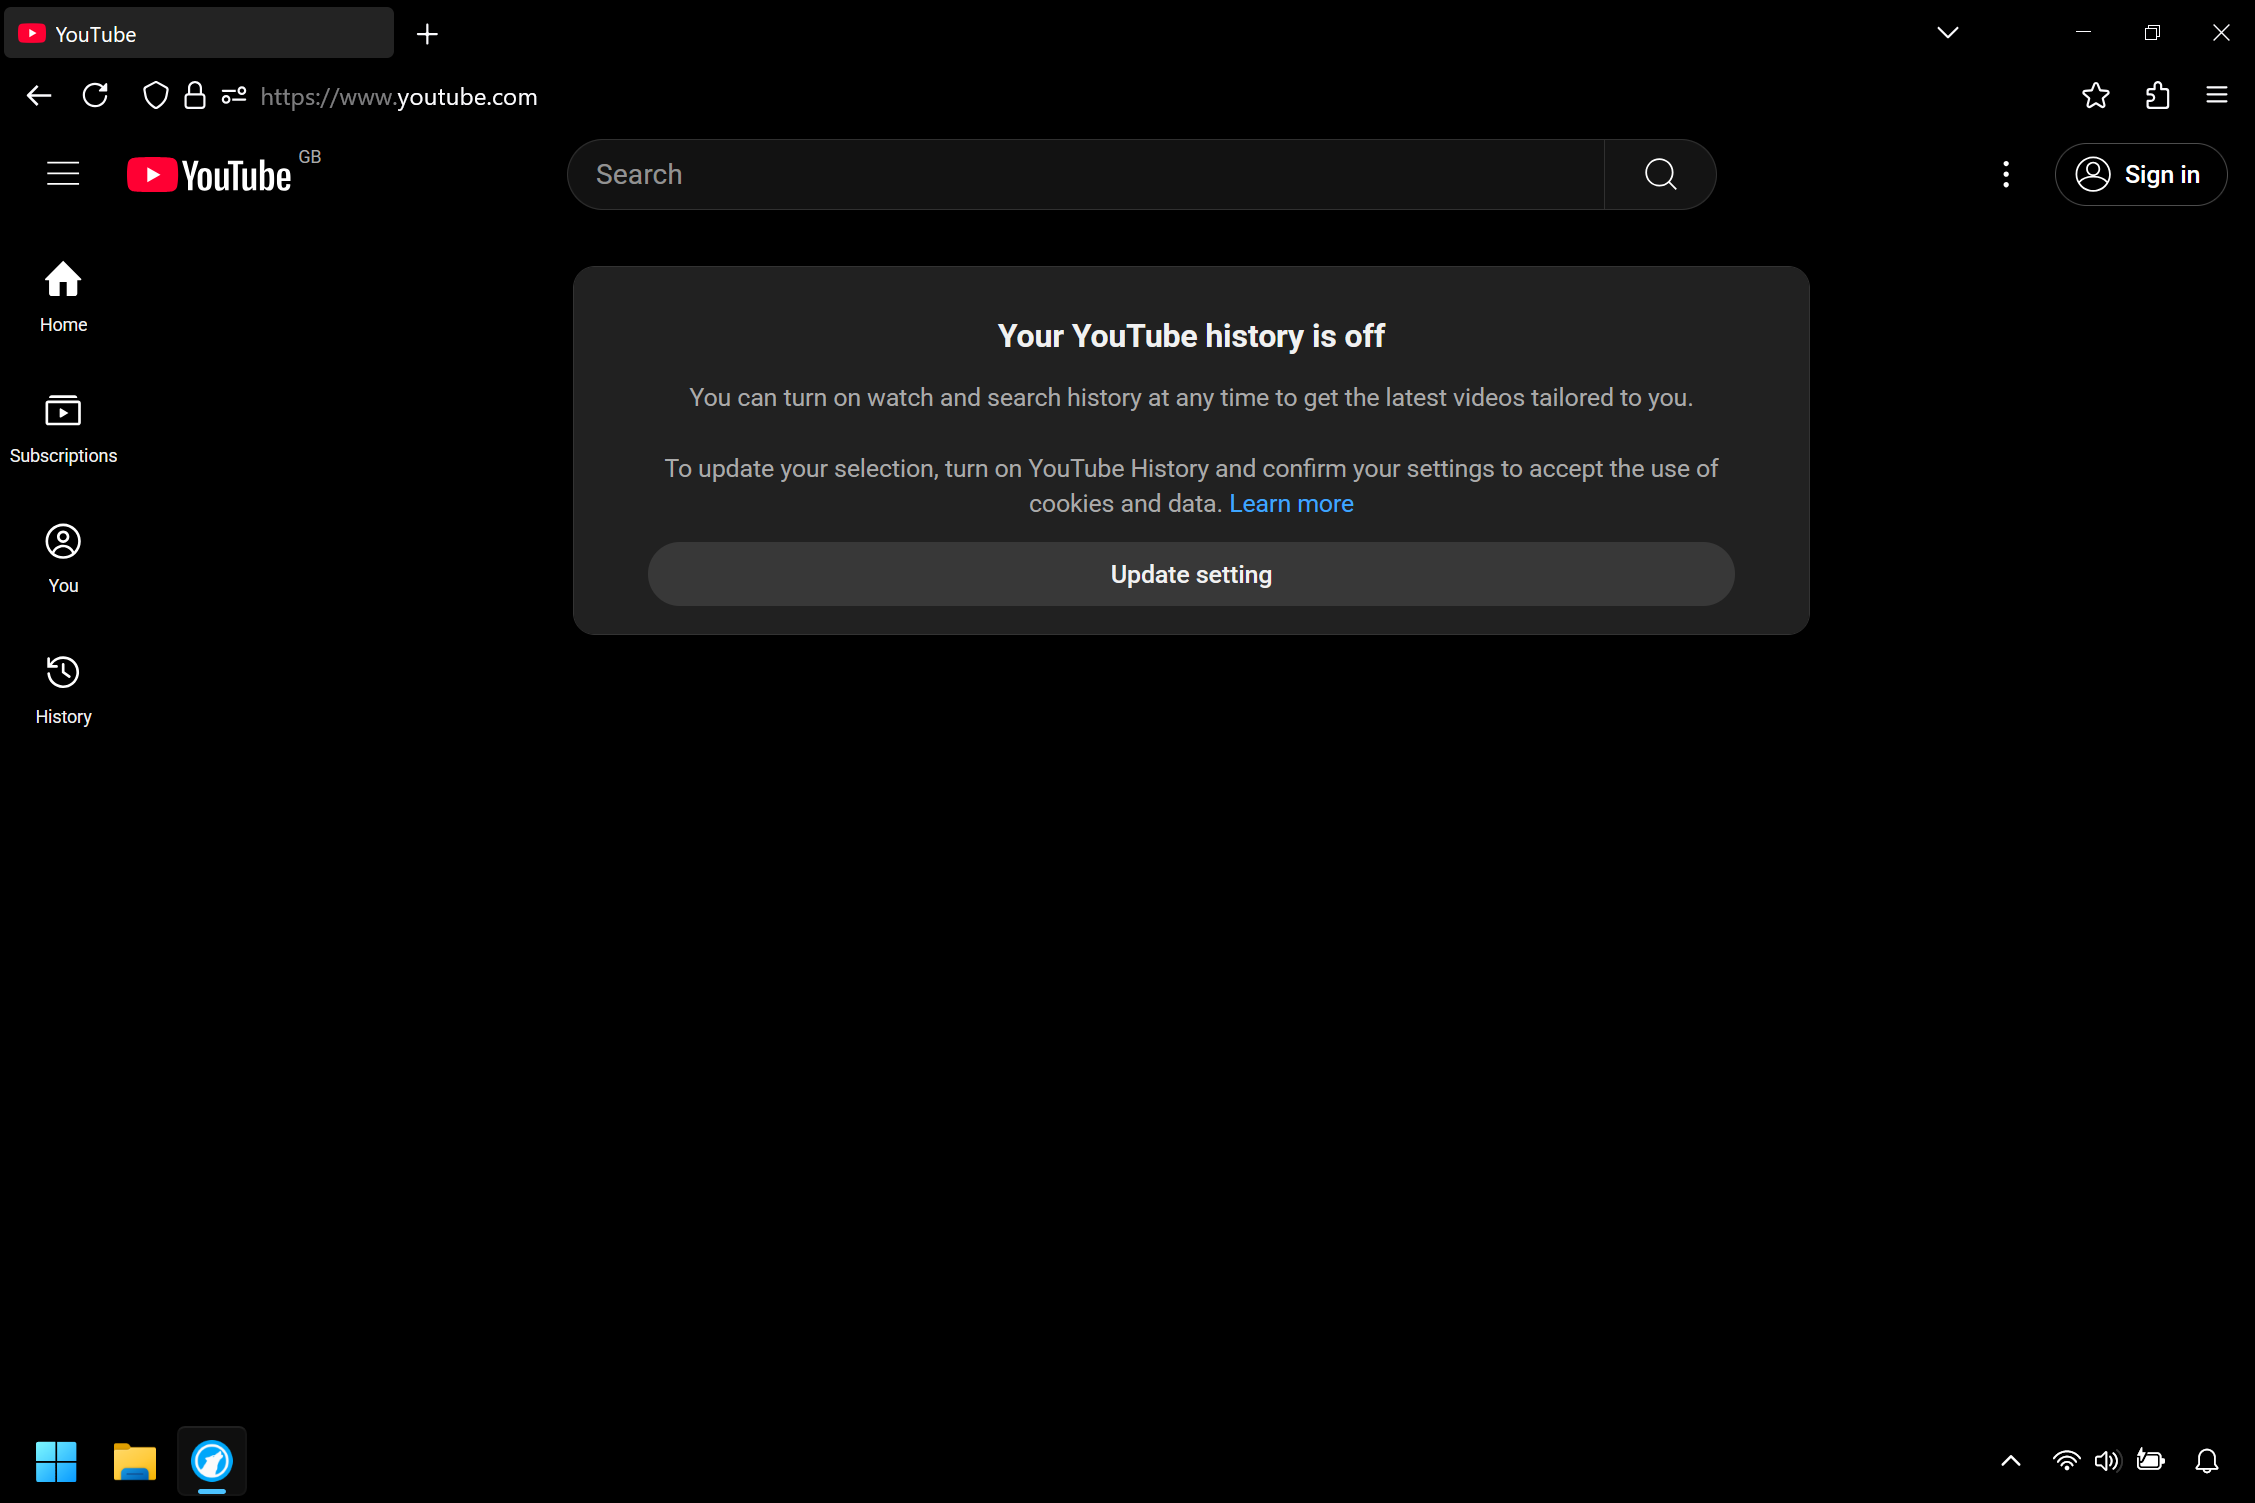 YouTube
https://www.youtube.com
YouTube GB
Search
Sign in
Home
Subscriptions
You
History
Your YouTube history is off
You can turn on watch and search history at any time to get the latest videos tailored to you.
To update your selection, turn on YouTube History and confirm your settings to accept the use of
cookies and data. Learn more
Update setting